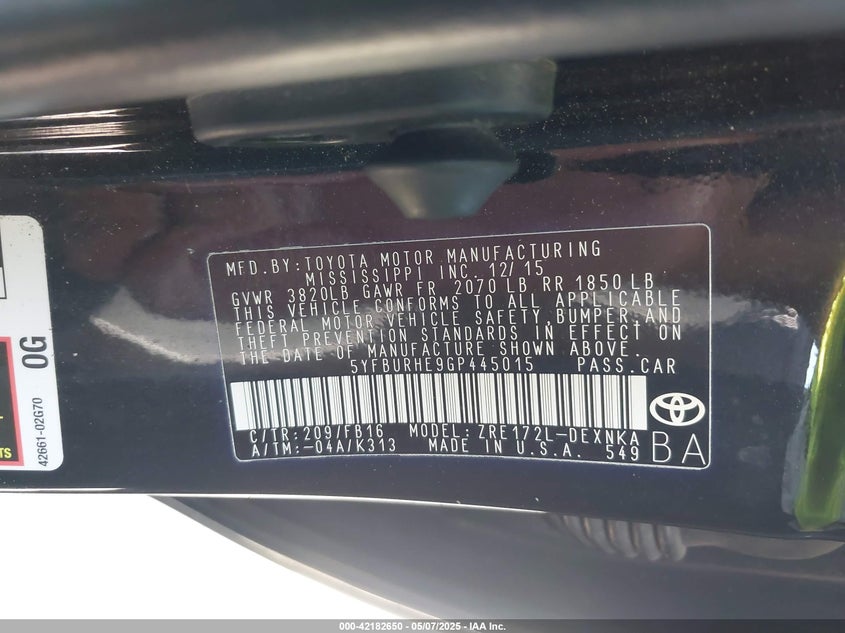 MFD.BY:TOYOTA MOTOR MANUFACTURING
MISSISSIPPI INC. 12/15
GVWR 3820LB GAWR FR 2070 LB RR 1850 LB
THIS VEHICLE CONFORMS TO ALL APPLICABLE
FEDERAL MOTOR VEHICLE SAFETY, BUMPER, AND
THEFT PREVENTION STANDARDS IN EFFECT ON
THE DATE OF MANUFACTURE SHOWN ABOVE.
5YFBURHE9GP445015 PASS.CAR
C/TR:209/FB16 MODEL:ZRE172L-DEXNKA
A/TM:-04A/K313 MADE IN U.S.A. 549
BA
0G
42661-02G70
TS
000-42182650 - 05/07/2025 - IAA Inc.